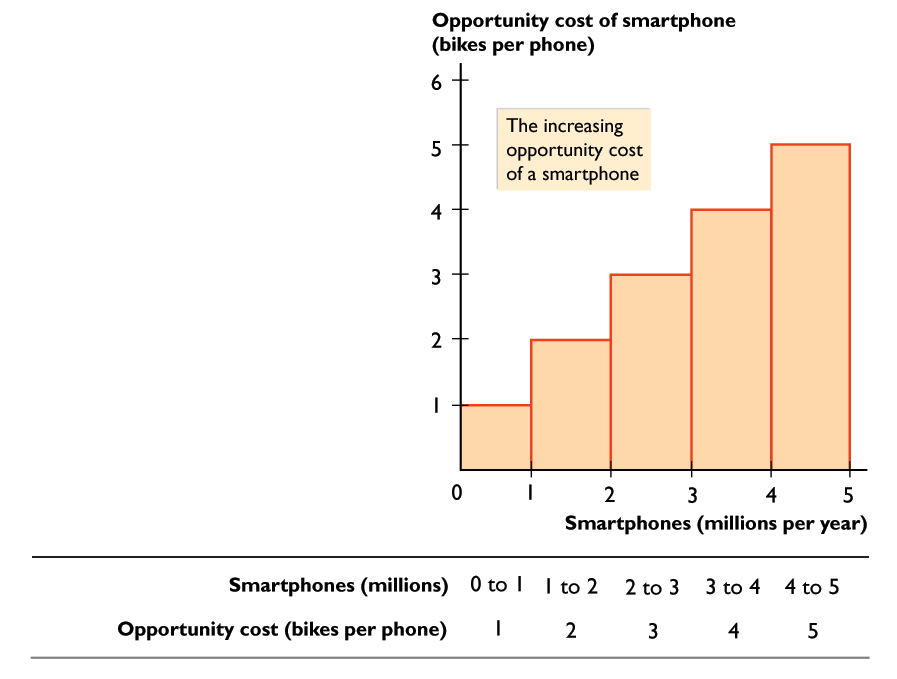 Opportunity cost of smartphone
(bikes per phone)
6
The increasing
opportunity cost
of a smartphone
5
4
3
2
1
0 1 2 3 4 5
Smartphones (millions per year)
Smartphones (millions) 0 to 1 1 to 2 2 to 3 3 to 4 4 to 5
Opportunity cost (bikes per phone) 1 2 3 4 5